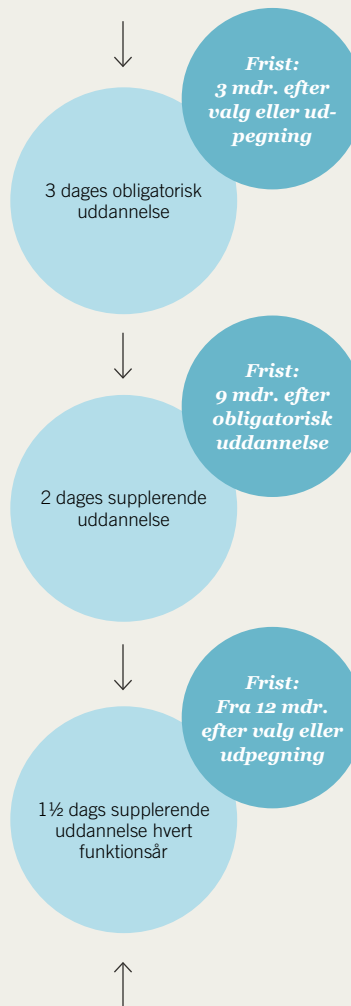 Frist:
3 mdr. efter
valg eller ud-
pegning
3 dages obligatorisk
uddannelse
Frist:
9 mdr. efter
obligatorisk
uddannelse
2 dages supplerende
uddannelse
Frist:
Fra 12 mdr.
efter valg eller
udpegning
1½ dags supplerende
uddannelse hvert
funktionsår